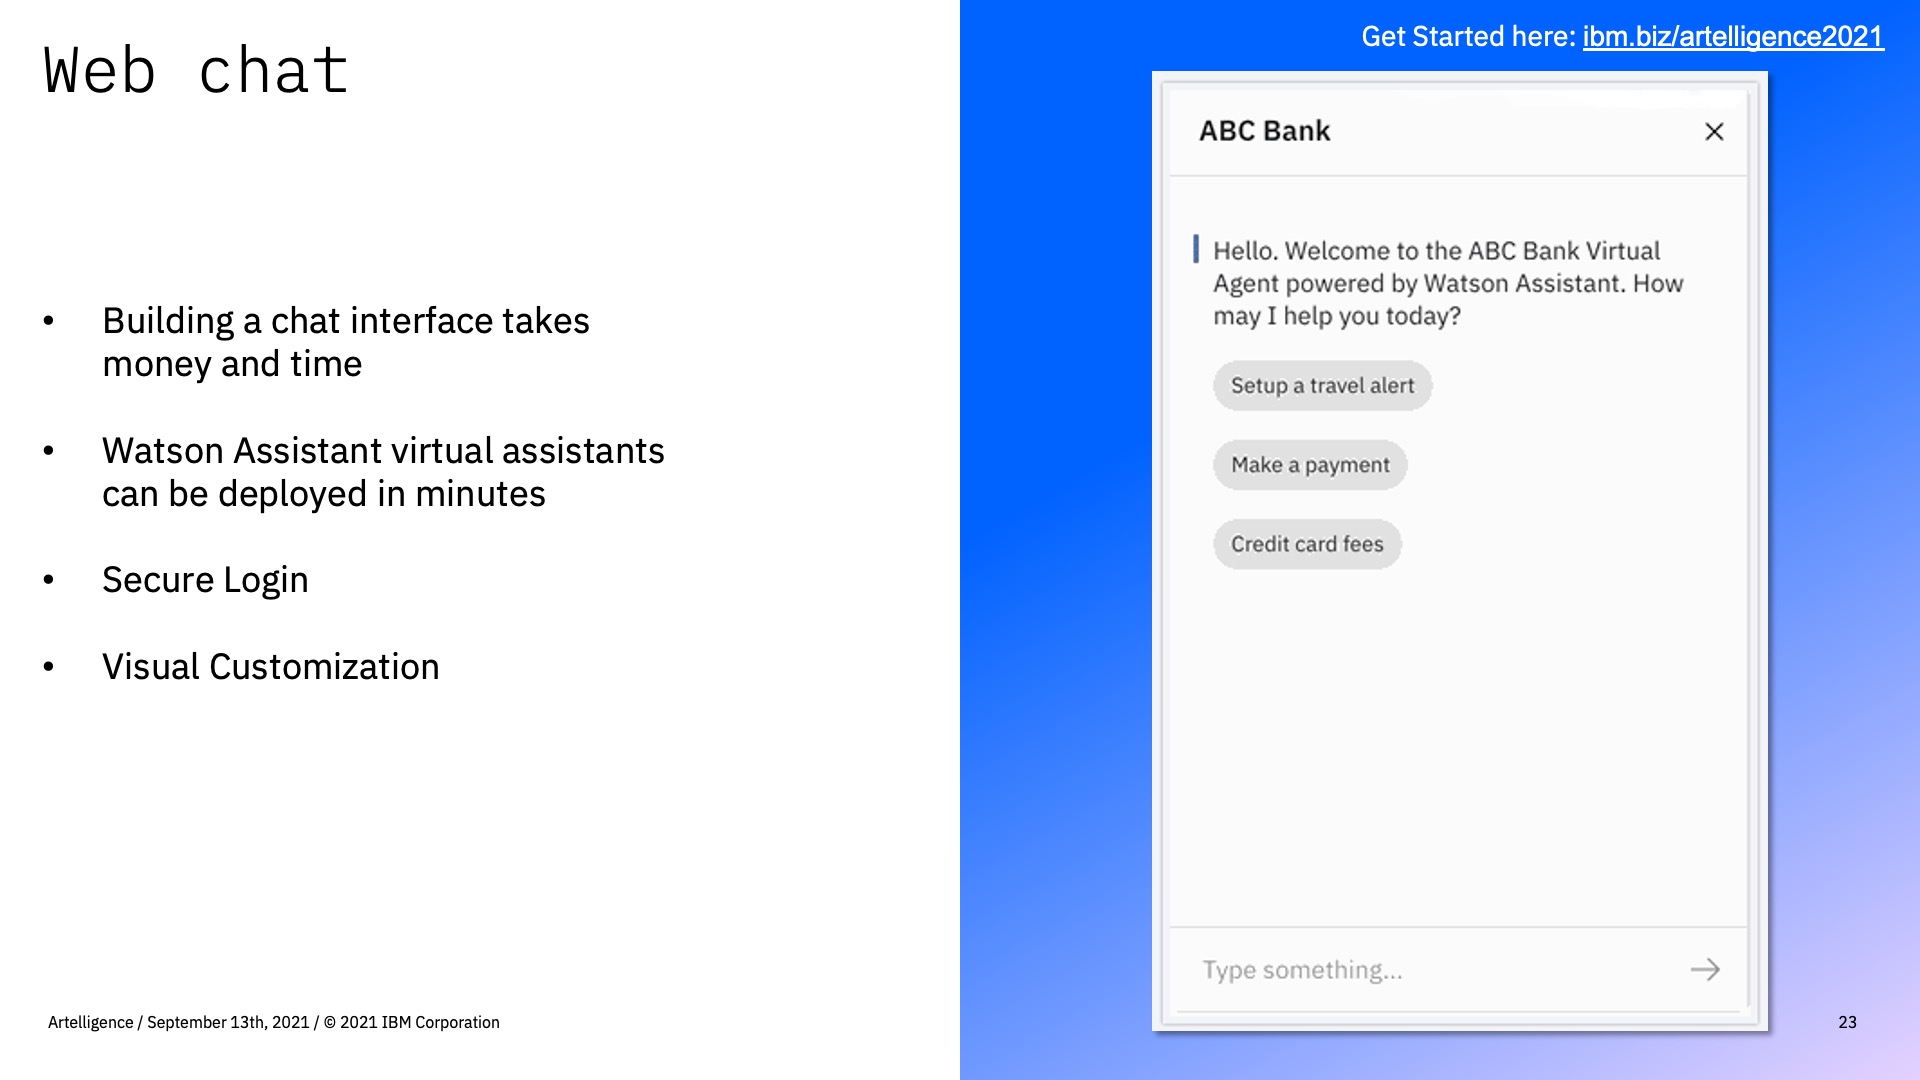 Web chat
Get Started here: ibm.biz/artelligence2021
• Building a chat interface takes
money and time
• Watson Assistant virtual assistants
can be deployed in minutes
• Secure Login
• Visual Customization
ABC Bank
Hello. Welcome to the ABC Bank Virtual
Agent powered by Watson Assistant. How
may I help you today?
Setup a travel alert
Make a payment
Credit card fees
Type something...
Artelligence / September 13th, 2021 / © 2021 IBM Corporation
23